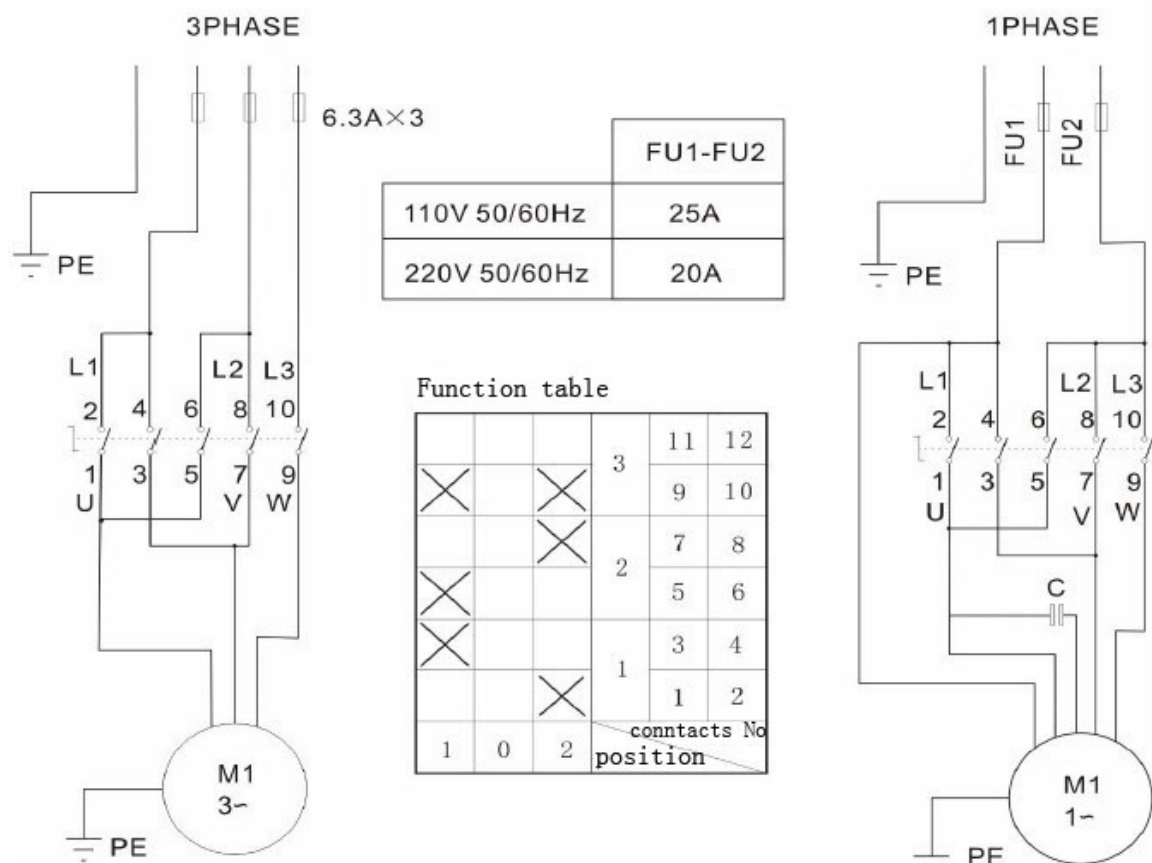 3PHASE
6.3A×3
PE
L1 L2 L3
2 4 6 8 10
1 3 5 7 9
U V W
M1
3~
PE
FU1-FU2
110V 50/60Hz 25A
220V 50/60Hz 20A
Function table
3 11 12
9 10
2 7 8
5 6
1 3 4
1 2
conntacts No
position
1 0 2
1PHASE
FU1 FU2
PE
L1 L2 L3
2 4 6 8 10
1 3 5 7 9
U V W
C
M1
1~
PE